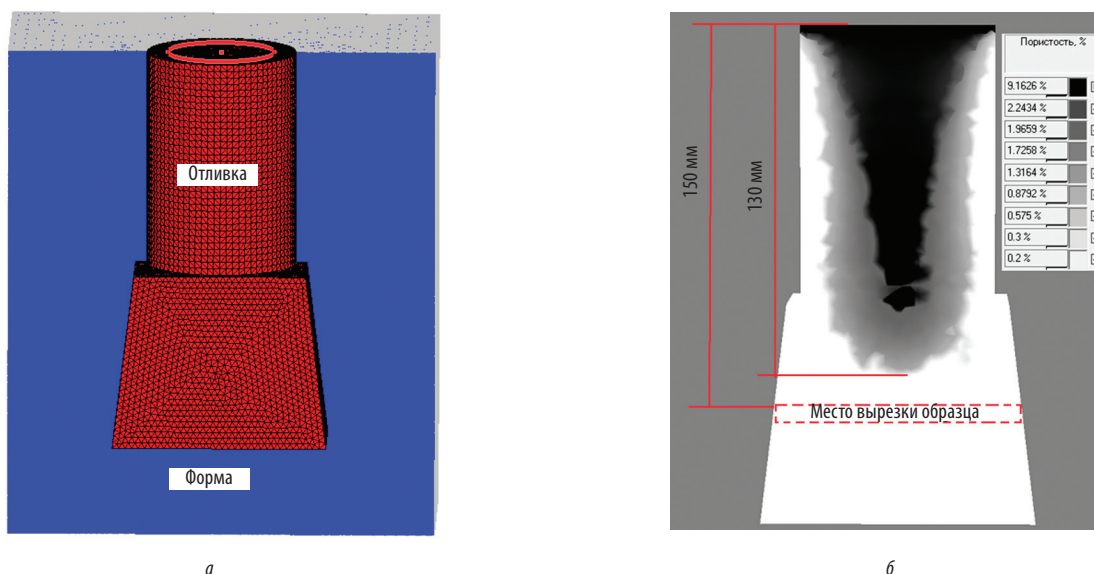 Отливка
Форма
а
150 мм
130 мм
Место вырезки образца
Пористость, %
9.1626 %
2.2434 %
1.9659 %
1.7258 %
1.3164 %
0.8792 %
0.575 %
0.3 %
0.2 %
б